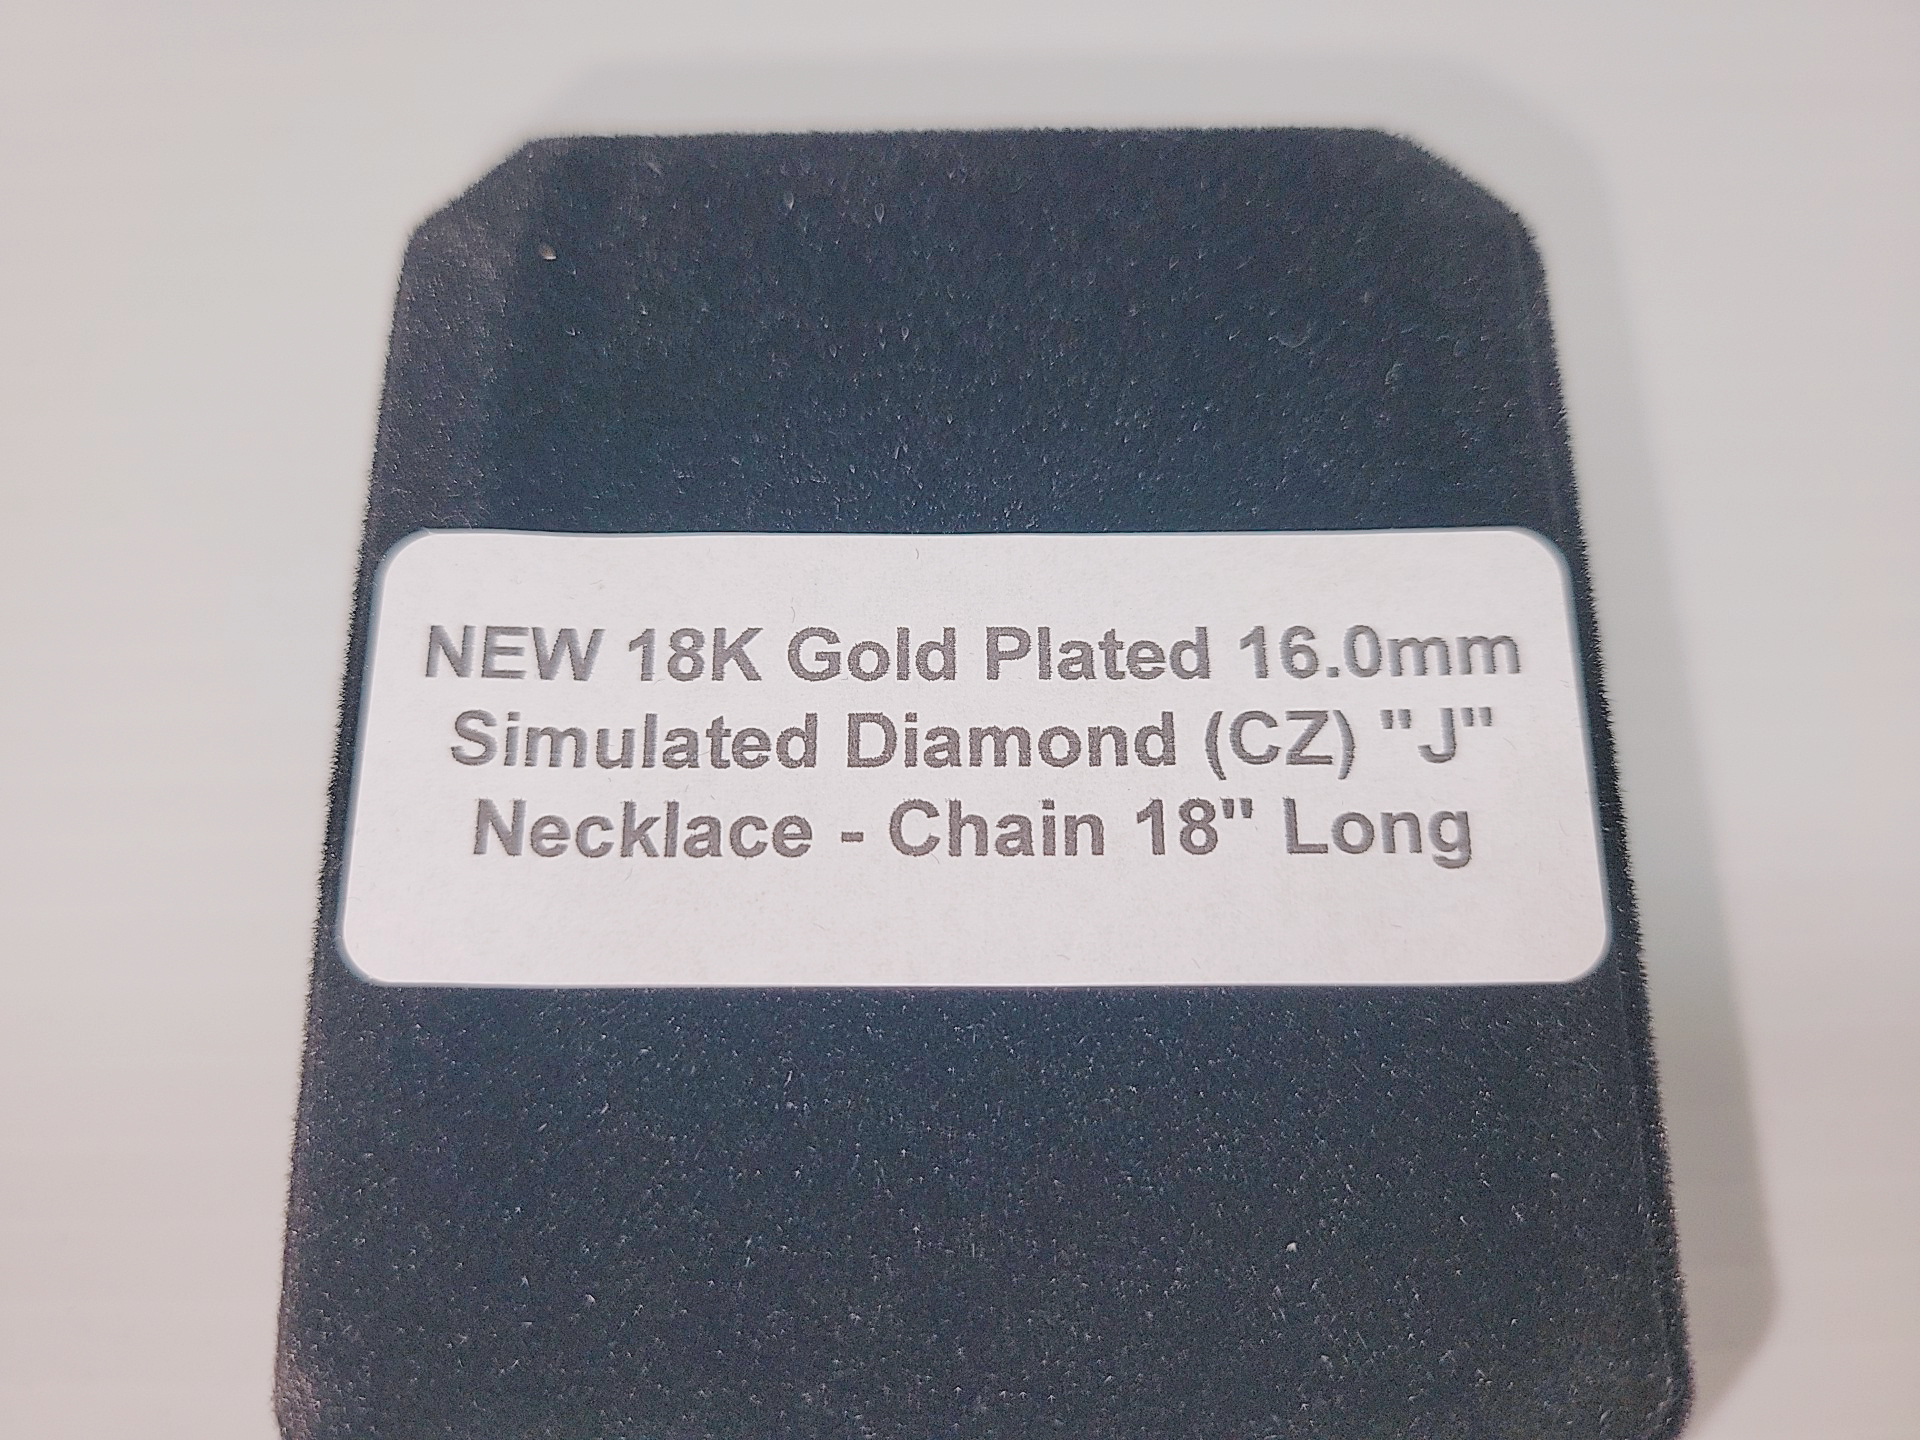 NEW 18K Gold Plated 16.0mm
Simulated Diamond (CZ) "J"
Necklace - Chain 18" Long